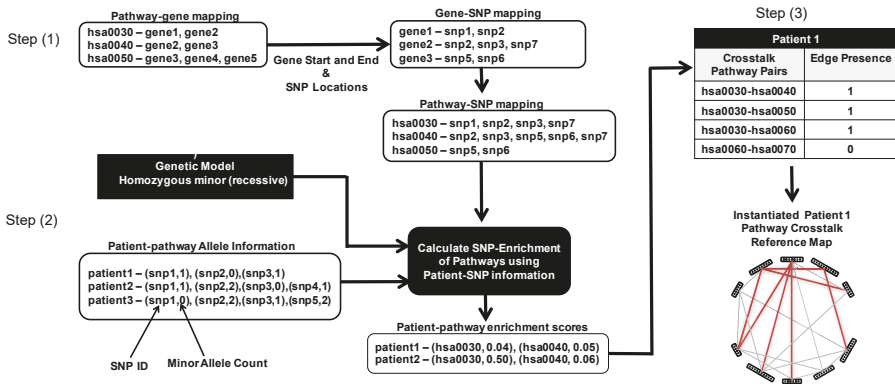 Step (1)
Pathway-gene mapping
hsa0030 – gene1, gene2
hsa0040 – gene2, gene3
hsa0050 – gene3, gene4, gene5
Gene Start and End
&
SNP Locations
Gene-SNP mapping
gene1 – snp1, snp2
gene2 – snp2, snp3, snp7
gene3 – snp5, snp6
Pathway-SNP mapping
hsa0030 – snp1, snp2, snp3, snp7
hsa0040 – snp2, snp3, snp5, snp6, snp7
hsa0050 – snp5, snp6
Step (2)
Genetic Model
Homozygous minor (recessive)
Patient-pathway Allele Information
patient1 – (snp1,1), (snp2,0),(snp3,1)
patient2 – (snp1,1), (snp2,2),(snp3,0),(snp4,1)
patient3 – (snp1,0), (snp2,2),(snp3,1),(snp5,2)
SNP ID
Minor Allele Count
Calculate SNP-Enrichment
of Pathways using
Patient-SNP information
Patient-pathway enrichment scores
patient1 – (hsa0030, 0.04), (hsa0040, 0.05)
patient2 – (hsa0030, 0.50), (hsa0040, 0.06)
Step (3)
Patient 1
Crosstalk Pathway Pairs Edge Presence
hsa0030-hsa0040 1
hsa0030-hsa0050 1
hsa0030-hsa0060 1
hsa0060-hsa0070 0
Instantiated Patient 1
Pathway Crosstalk
Reference Map